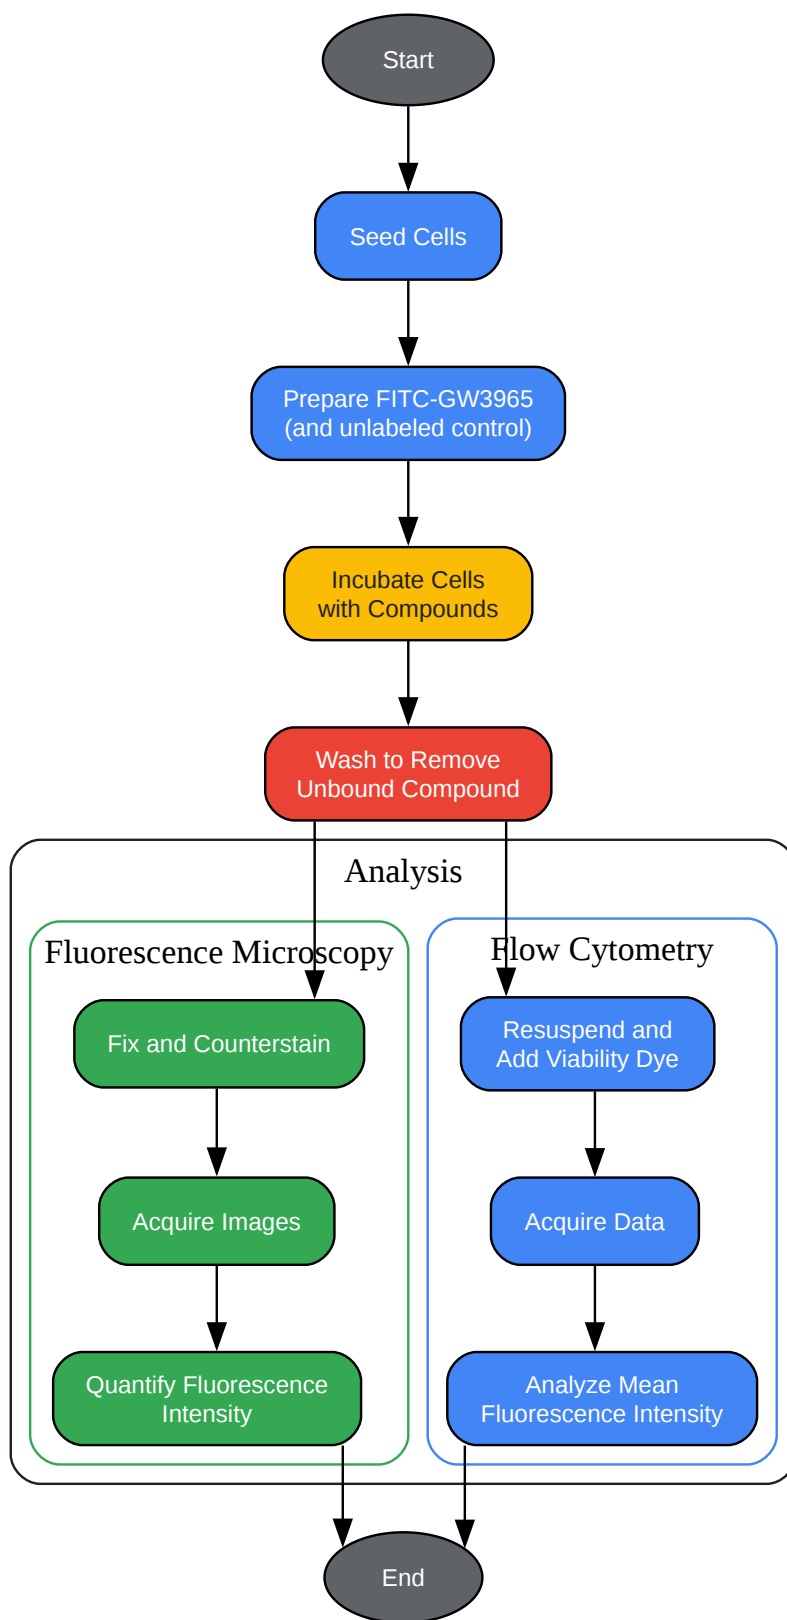 Start
Seed Cells
Prepare FITC-GW3965
(and unlabeled control)
Incubate Cells
with Compounds
Wash to Remove
Unbound Compound
Analysis
Fluorescence Microscopy
Fix and Counterstain
Acquire Images
Quantify Fluorescence
Intensity
Flow Cytometry
Resuspend and
Add Viability Dye
Acquire Data
Analyze Mean
Fluorescence Intensity
End